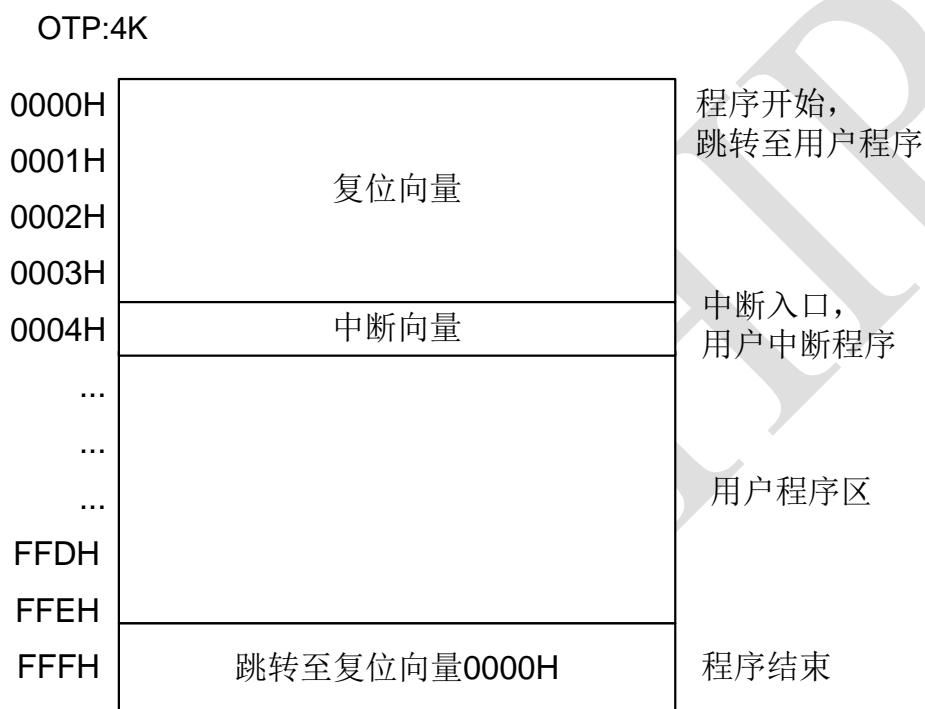 OTP:4K
0000H
程序开始，
跳转至用户程序
0001H
复位向量
0002H
0003H
中断入口，
0004H
中断向量
用户中断程序
...
...
...
用户程序区
FFDH
FFEH
FFFH
跳转至复位向量0000H
程序结束